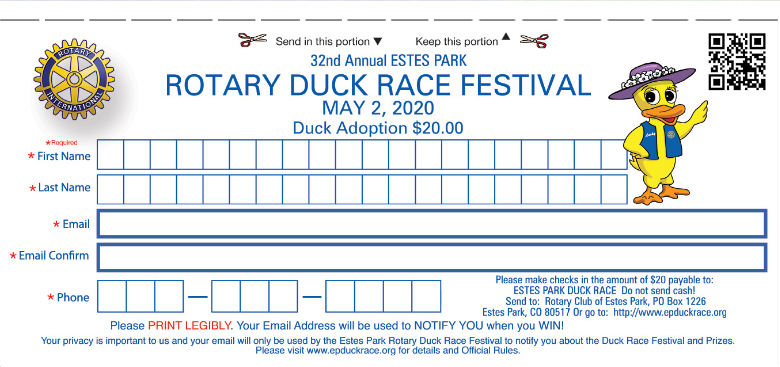 Send in this portion ▼ Keep this portion ▲
32nd Annual ESTES PARK
ROTARY DUCK RACE FESTIVAL
MAY 2, 2020
Duck Adoption $20.00
ROTARY
INTERNATIONAL
*Required
* First Name
* Last Name
* Email
* Email Confirm
* Phone
Please make checks in the amount of $20 payable to:
ESTES PARK DUCK RACE Do not send cash!
Send to: Rotary Club of Estes Park, PO Box 1226
Estes Park, CO 80517 Or go to: http://www.epduckrace.org
Please PRINT LEGIBLY. Your Email Address will be used to NOTIFY YOU when you WIN!
Your privacy is important to us and your email will only be used by the Estes Park Rotary Duck Race Festival to notify you about the Duck Race Festival and Prizes.
Please visit www.epduckrace.org for details and Official Rules.